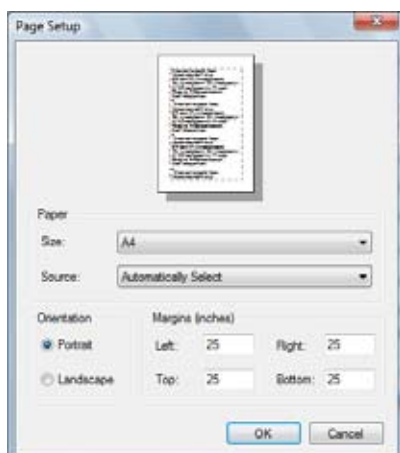 Page Setup
Paper
Size: A4
Source: Automatically Select
Orientation
Portrait
Landscape
Margins (inches)
Left: 25 Right: 25
Top: 25 Bottom: 25
OK Cancel